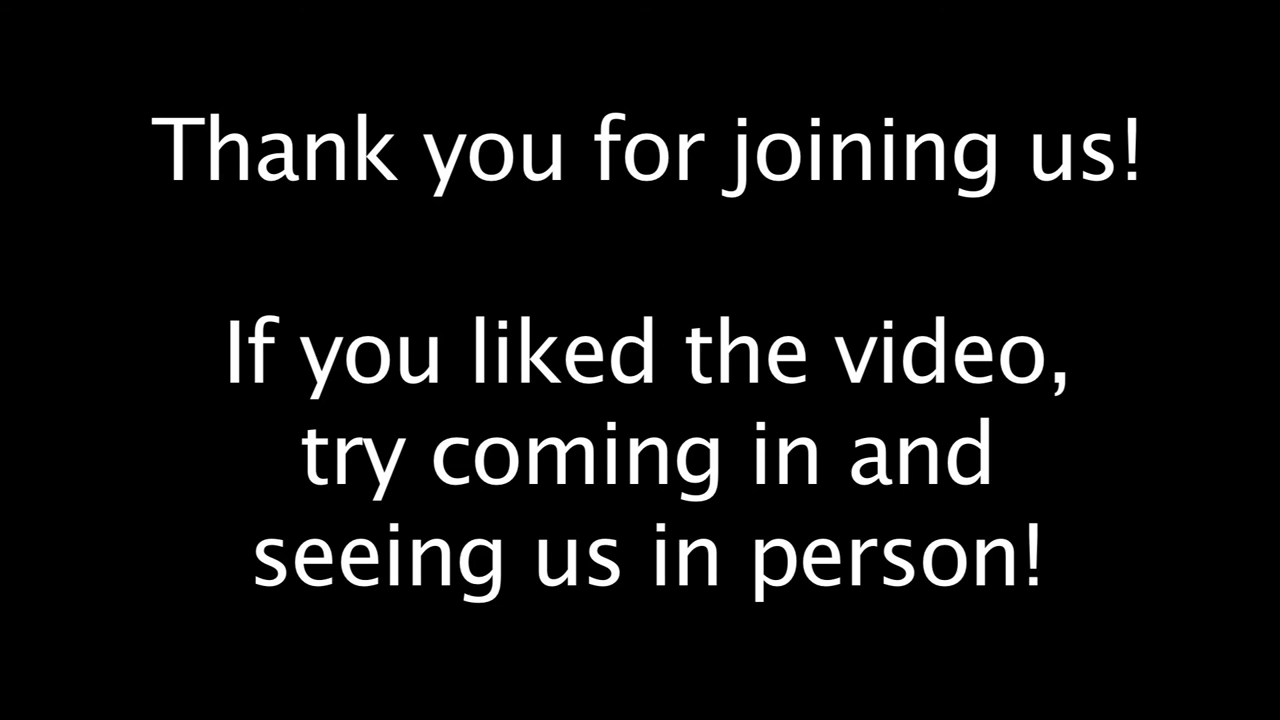 Thank you for joining us!
If you liked the video,
try coming in and
seeing us in person!